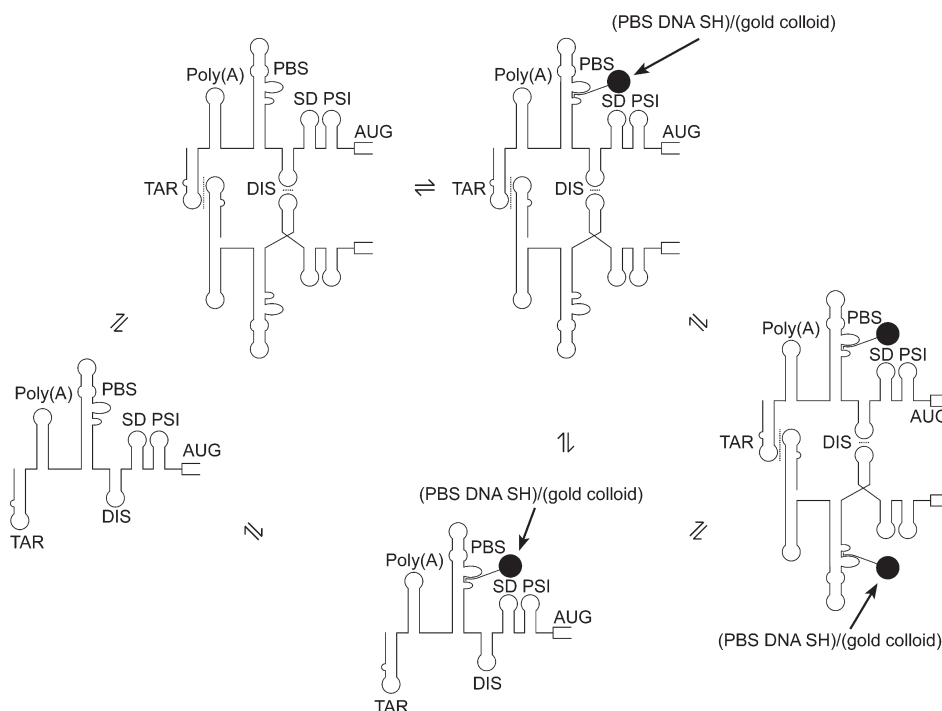 (PBS DNA SH)/(gold colloid)
Poly(A)
PBS
SD PSI
AUG
TAR
DIS
Poly(A)
PBS
SD PSI
AUG
TAR
DIS
Poly(A)
PBS
SD PSI
AUG
TAR
DIS
Poly(A)
PBS
SD PSI
AUG
DIS
TAR
(PBS DNA SH)/(gold colloid)
Poly(A)
PBS
SD PSI
AUG
DIS
TAR
(PBS DNA SH)/(gold colloid)